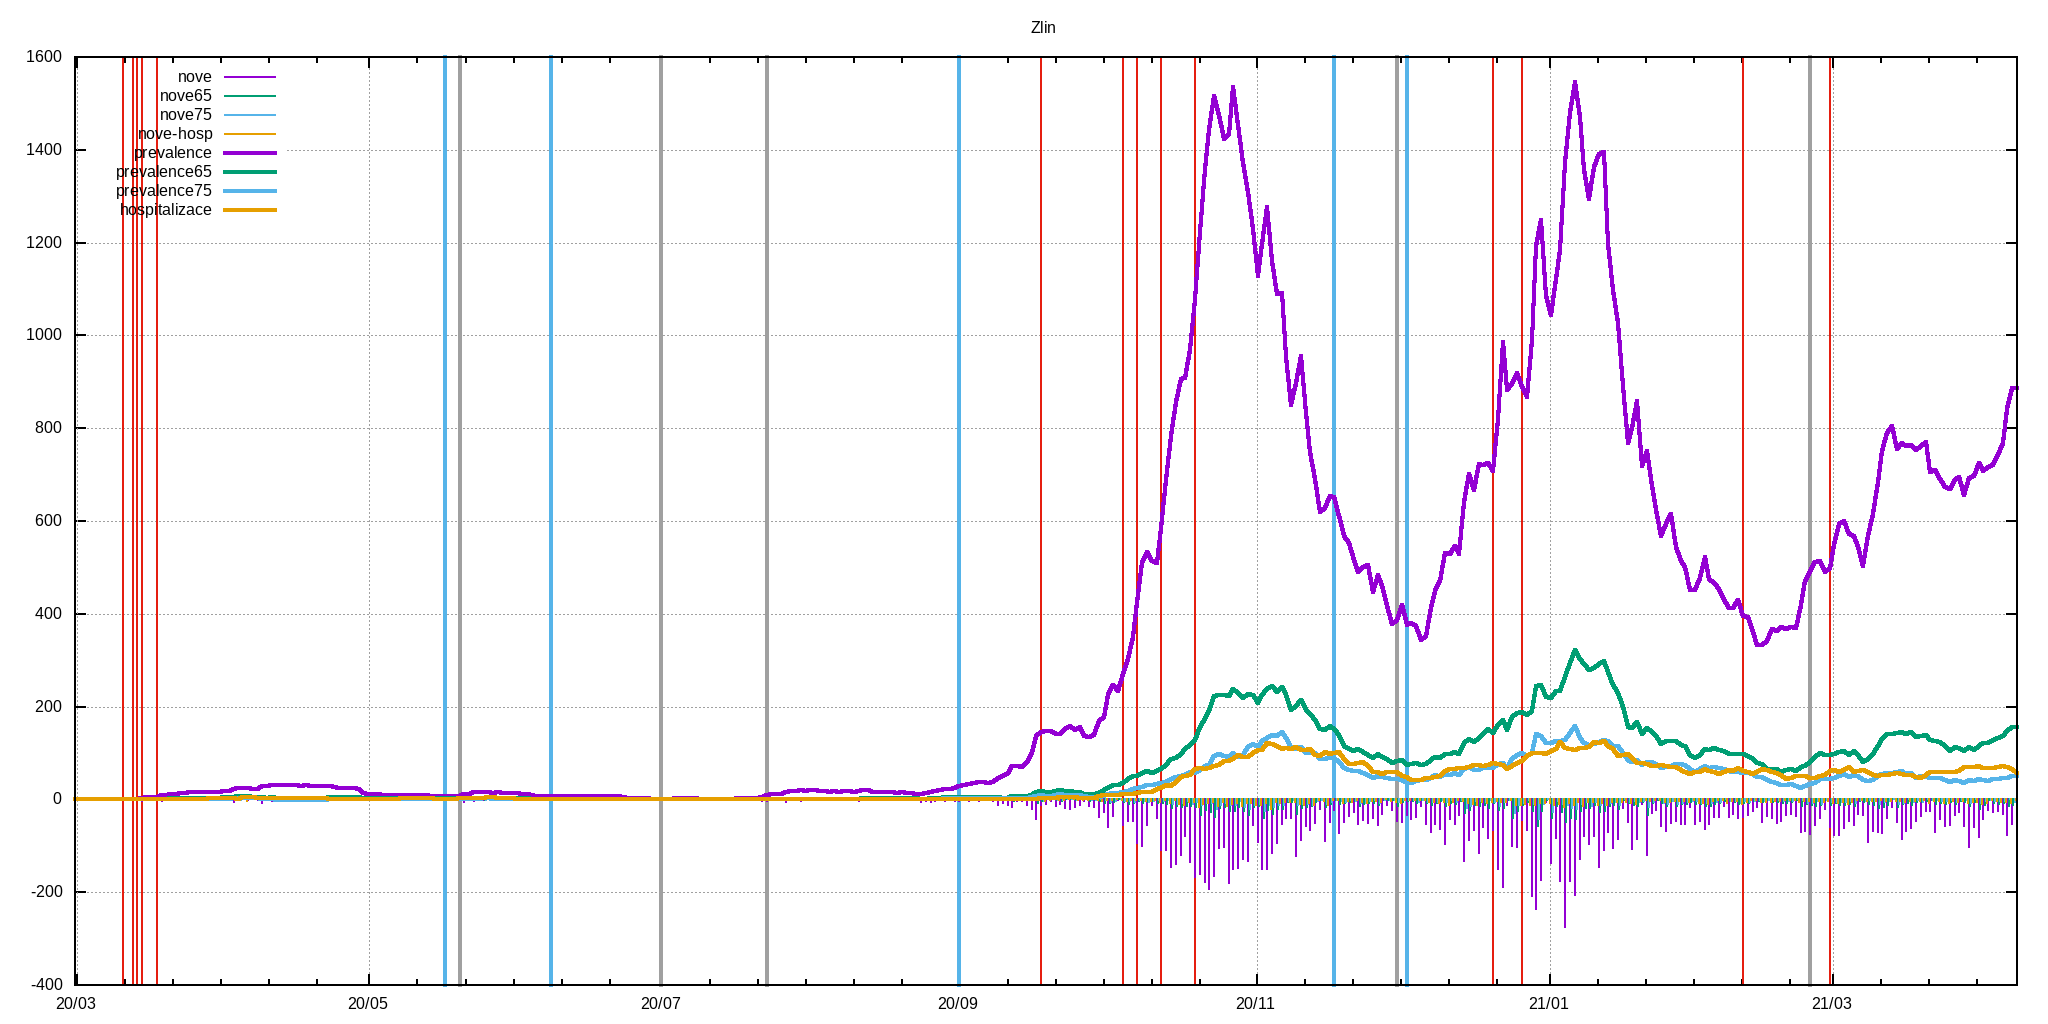 Zlin
1600
1400
1200
1000
800
600
400
200
0
-200
-400
nove
nove65
nove75
nove-hosp
prevalence
prevalence65
prevalence75
hospitalizace
20/03 20/05 20/07 20/09 20/11 21/01 21/03